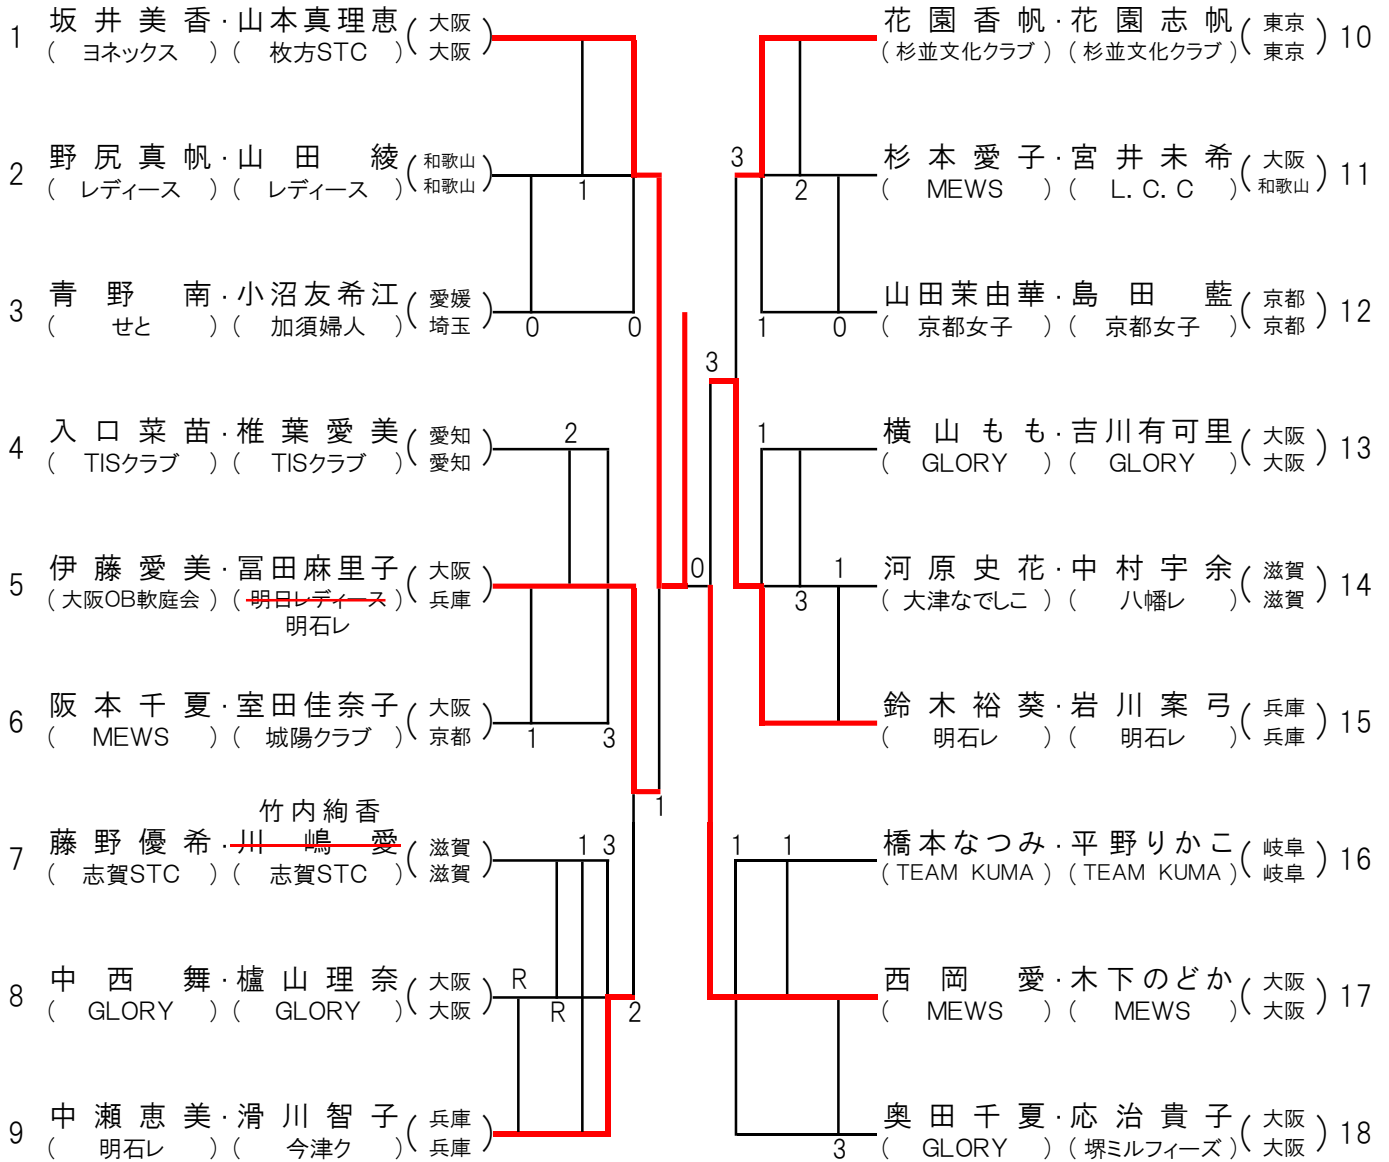 1 坂井美香・山本真理恵 (大阪 大阪)
(ヨネックス) (枚方STC)
2 野尻真帆・山田綾 (和歌山 和歌山)
(レディース) (レディース)
1
3 青野南・小沼友希江 (愛媛 埼玉)
(せと) (加須婦人)
0 0
4 入口菜苗・椎葉愛美 (愛知 愛知) 2
(TISクラブ) (TISクラブ)
5 伊藤愛美・冨田麻里子 (大阪 兵庫)
(大阪OB軟庭会) (明日レディース)
明石レ
6 阪本千夏・室田佳奈子 (大阪 京都)
(MEWS) (城陽クラブ)
1 3
竹内絢香
1
7 藤野優希・川嶋愛 (滋賀 滋賀) 1 3
(志賀STC) (志賀STC)
8 中西舞・櫨山理奈 (大阪 大阪) R
(GLORY) (GLORY)
R 2
9 中瀬恵美・滑川智子 (兵庫 兵庫)
(明石レ) (今津ク)
0
3
花園香帆・花園志帆 (東京 東京) 10
(杉並文化クラブ) (杉並文化クラブ)
3
杉本愛子・宮井未希 (大阪 和歌山) 11
(MEWS) (L.C.C)
2
山田茉由華・島田藍 (京都 京都) 12
(京都女子) (京都女子)
1 0
1 横山もも・吉川有可里 (大阪 大阪) 13
(GLORY) (GLORY)
1 河原史花・中村宇余 (滋賀 滋賀) 14
(大津なでしこ) (八幡レ)
3
鈴木裕葵・岩川案弓 (兵庫 兵庫) 15
(明石レ) (明石レ)
1 1 橋本なつみ・平野りかこ (岐阜 岐阜) 16
(TEAM KUMA) (TEAM KUMA)
西岡愛・木下のどか (大阪 大阪) 17
(MEWS) (MEWS)
奥田千夏・応治貴子 (大阪 大阪) 18
(GLORY) (堺ミルフィーズ)
3